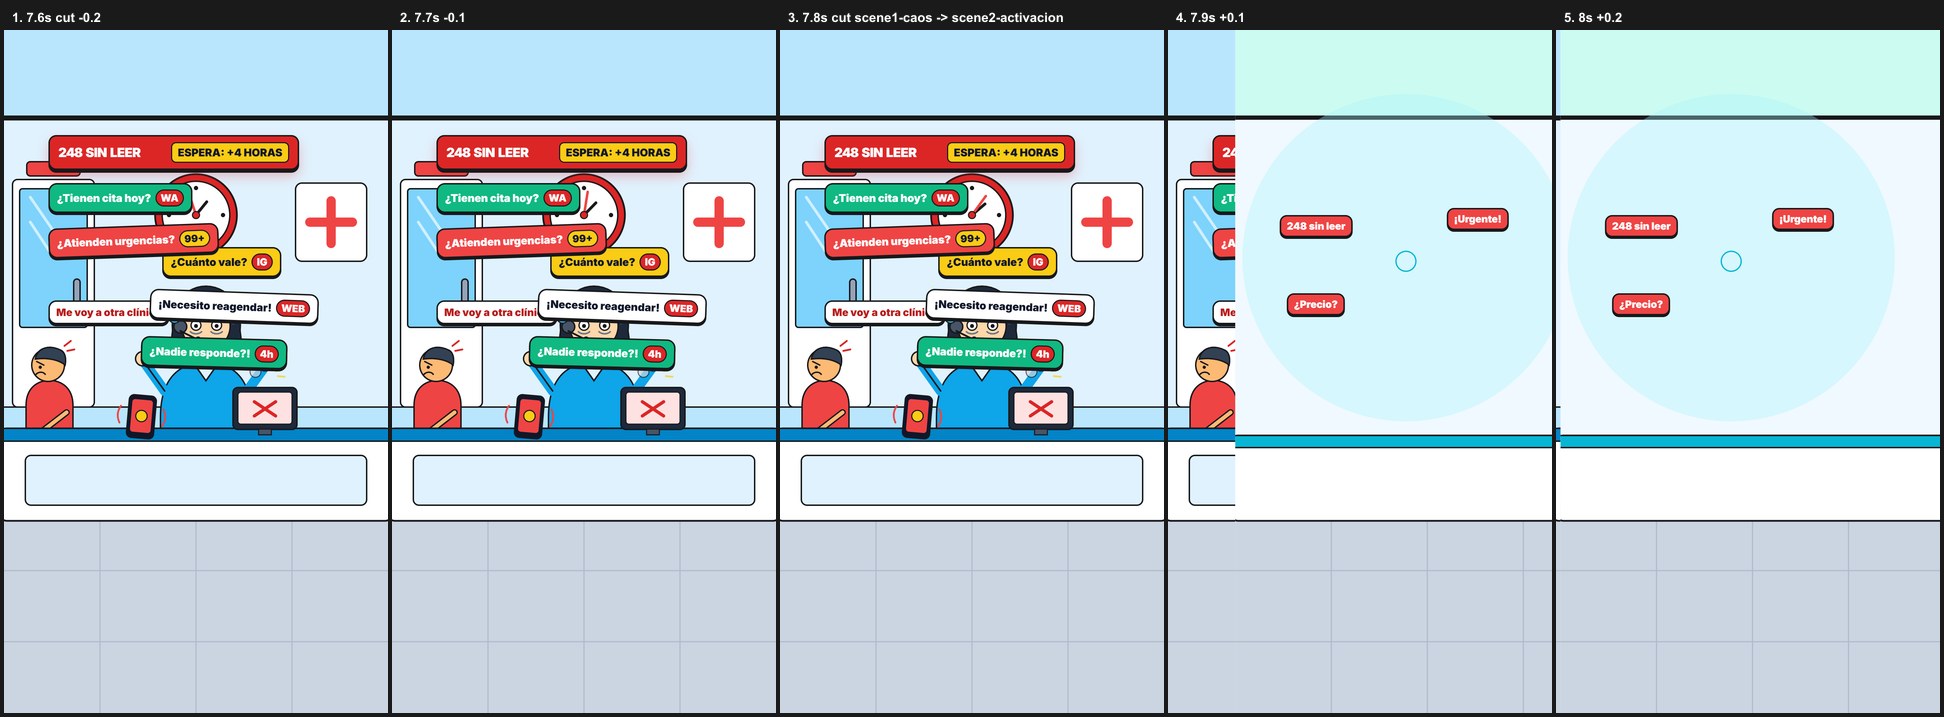 1. 7.6s cut -0.2
2. 7.7s -0.1
3. 7.8s cut scene1-caos -> scene2-activacion
4. 7.9s +0.1
5. 8s +0.2
248 SIN LEER
ESPERA: +4 HORAS
¿Tienen cita hoy? WA
¿Atienden urgencias? 99+
¿Cuánto vale? IG
¡Necesito reagendar! WEB
Me voy a otra clíni
¿Nadie responde?! 4h
248 SIN LEER
ESPERA: +4 HORAS
¿Tienen cita hoy? WA
¿Atienden urgencias? 99+
¿Cuánto vale? IG
¡Necesito reagendar! WEB
Me voy a otra clíni
¿Nadie responde?! 4h
248 SIN LEER
ESPERA: +4 HORAS
¿Tienen cita hoy? WA
¿Atienden urgencias? 99+
¿Cuánto vale? IG
¡Necesito reagendar! WEB
Me voy a otra clíni
¿Nadie responde?! 4h
24
¿Ti
¿A
Me
248 sin leer
¡Urgente!
¿Precio?
248 sin leer
¡Urgente!
¿Precio?